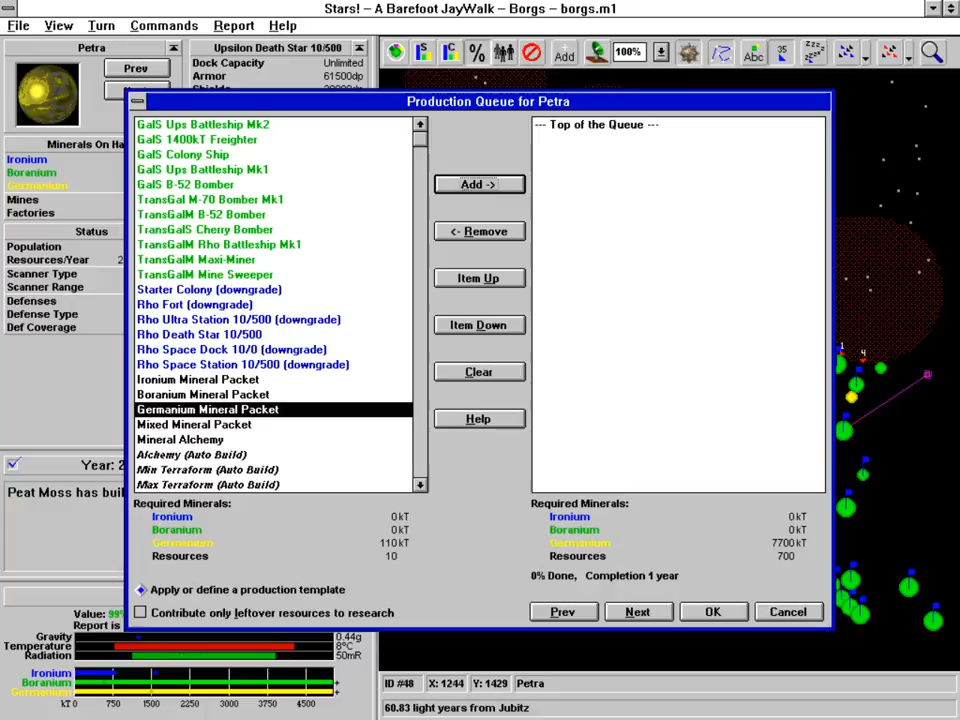 Stars! – A Barefoot JayWalk – Borgs – borgs.m1
File View Turn Commands Report Help
Petra
Prev
Upsilon Death Star 10/500
Dock Capacity Unlimited
Armor 61500dp
S I S C % Add 100% Abc 35 zzz
Production Queue for Petra
Minerals On Ha
Ironium
Boranium
Germanium
Mines
Factories
Status
Population
Resources/Year 2
Scanner Type
Scanner Range
Defenses
Defense Type
Def Coverage
Year: 2
Peat Moss has buil
GalS Ups Battleship Mk2
GalS 1400kT Freighter
GalS Colony Ship
GalS Ups Battleship Mk1
GalS B-52 Bomber
TransGal M-70 Bomber Mk1
TransGalM B-52 Bomber
TransGalS Cherry Bomber
TransGalM Rho Battleship Mk1
TransGalM Maxi-Miner
TransGalM Mine Sweeper
Starter Colony (downgrade)
Rho Fort (downgrade)
Rho Ultra Station 10/500 (downgrade)
Rho Death Star 10/500
Rho Space Dock 10/0 (downgrade)
Rho Space Station 10/500 (downgrade)
Ironium Mineral Packet
Boranium Mineral Packet
Germanium Mineral Packet
Mixed Mineral Packet
Mineral Alchemy
Alchemy (Auto Build)
Min Terraform (Auto Build)
Max Terraform (Auto Build)
Add ->
<- Remove
Item Up
Item Down
Clear
Help
--- Top of the Queue ---
Required Minerals:
Ironium 0kT
Boranium 0kT
Germanium 110kT
Resources 10
Required Minerals:
Ironium 0kT
Boranium 0kT
Germanium 7700kT
Resources 700
0% Done, Completion 1 year
Apply or define a production template
Contribute only leftover resources to research
Prev Next OK Cancel
1
4
Value: 99%
Report is
Gravity 0.44g
Temperature 8°C
Radiation 50mR
Ironium
Boranium
Germanium
kT 0 750 1500 2250 3000 3750 4500
ID #48 X: 1244 Y: 1429 Petra
60.83 light years from Jubitz